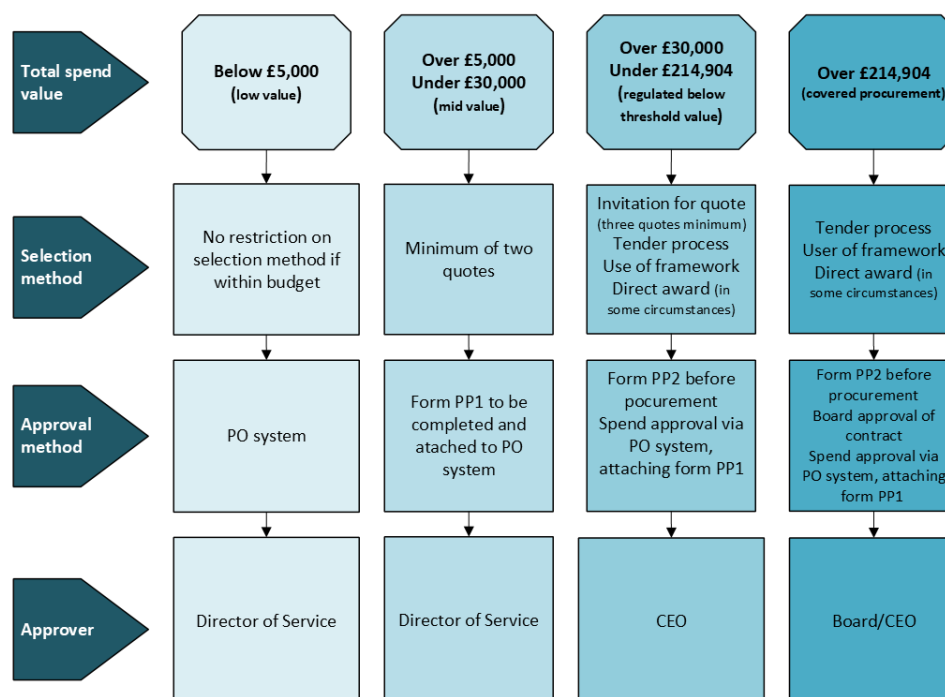 Total spend
value
Below £5,000
(low value)
Over £5,000
Under £30,000
(mid value)
Over £30,000
Under £214,904
(regulated below
threshold value)
Over £214,904
(covered procurement)
Selection
method
No restriction on
selection method if
within budget
Minimum of two
quotes
Invitation for quote
(three quotes minimum)
Tender process
Use of framework
Direct award (in
some circumstances)
Tender process
User of framework
Direct award (in
some circumstances)
Approval
method
PO system
Form PP1 to be
completed and
atached to PO
system
Form PP2 before
pocurement
Spend approval via
PO system,
attaching form PP1
Form PP2 before
procurement
Board approval of
contract
Spend approval via
PO system, attaching
form PP1
Approver
Director of Service
Director of Service
CEO
Board/CEO